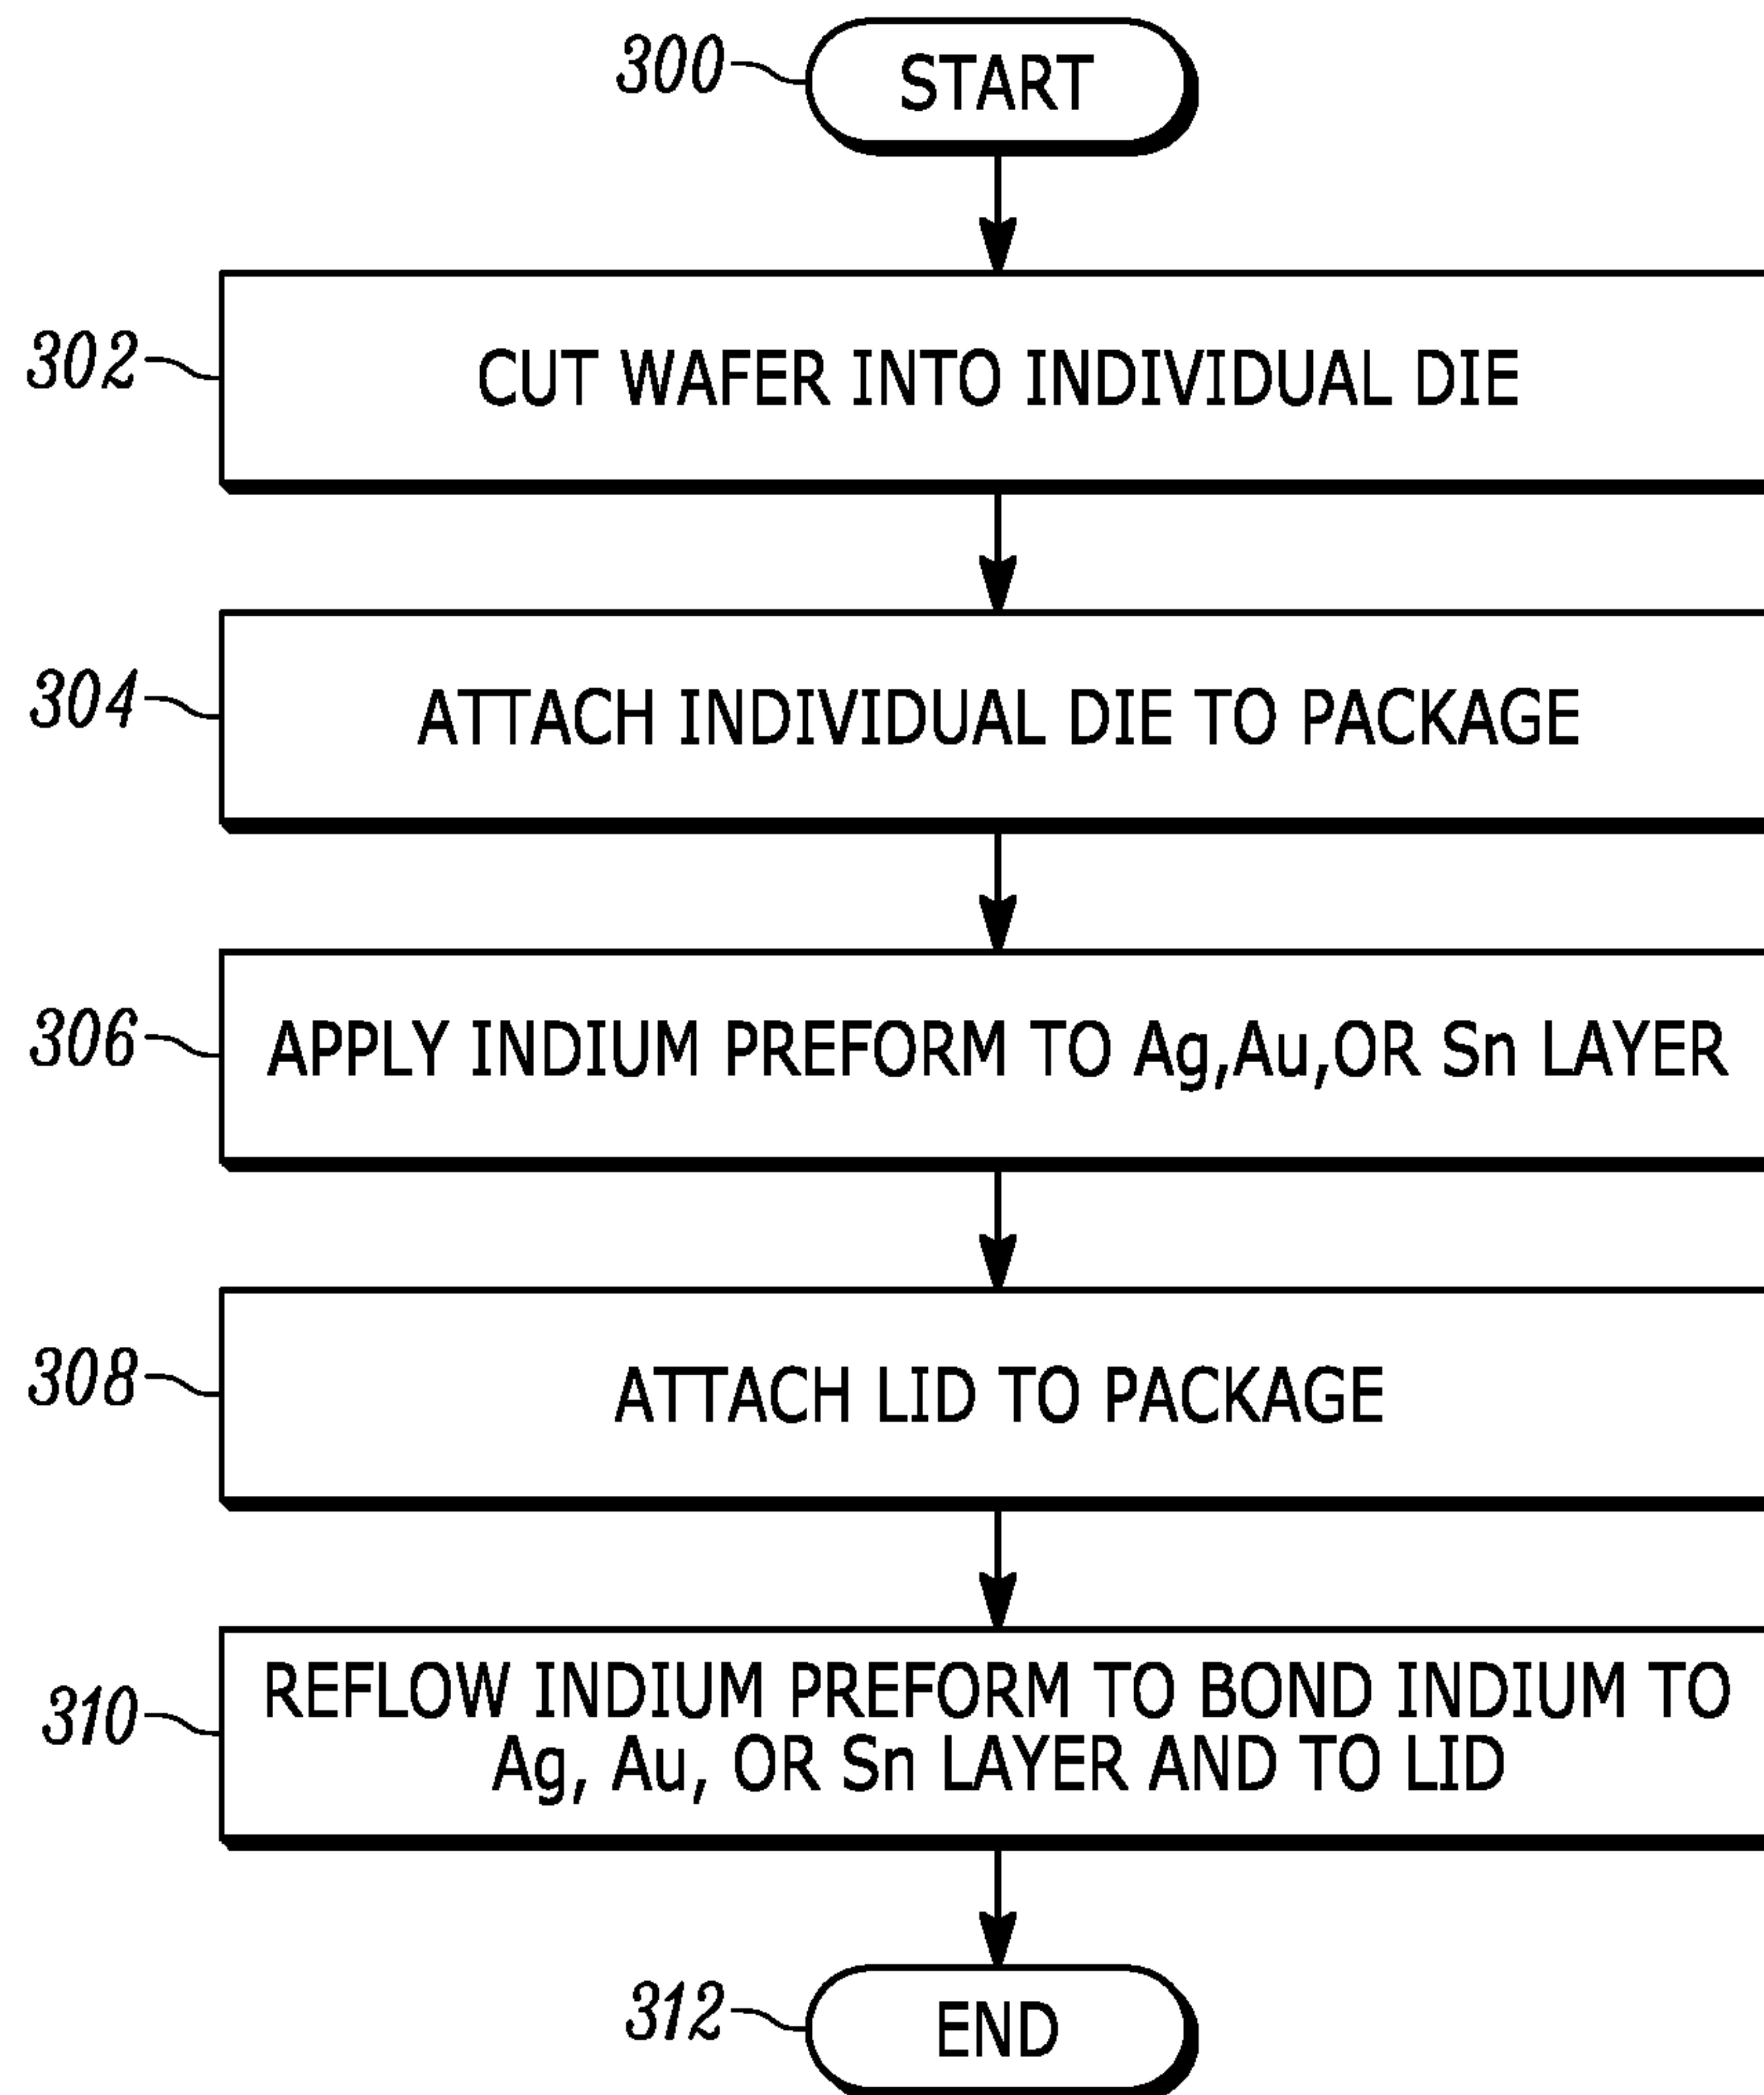 300
START
302
CUT WAFER INTO INDIVIDUAL DIE
304
ATTACH INDIVIDUAL DIE TO PACKAGE
306
APPLY INDIUM PREFORM TO Ag,Au,OR Sn LAYER
308
ATTACH LID TO PACKAGE
310
REFLOW INDIUM PREFORM TO BOND INDIUM TO
Ag, Au, OR Sn LAYER AND TO LID
312
END